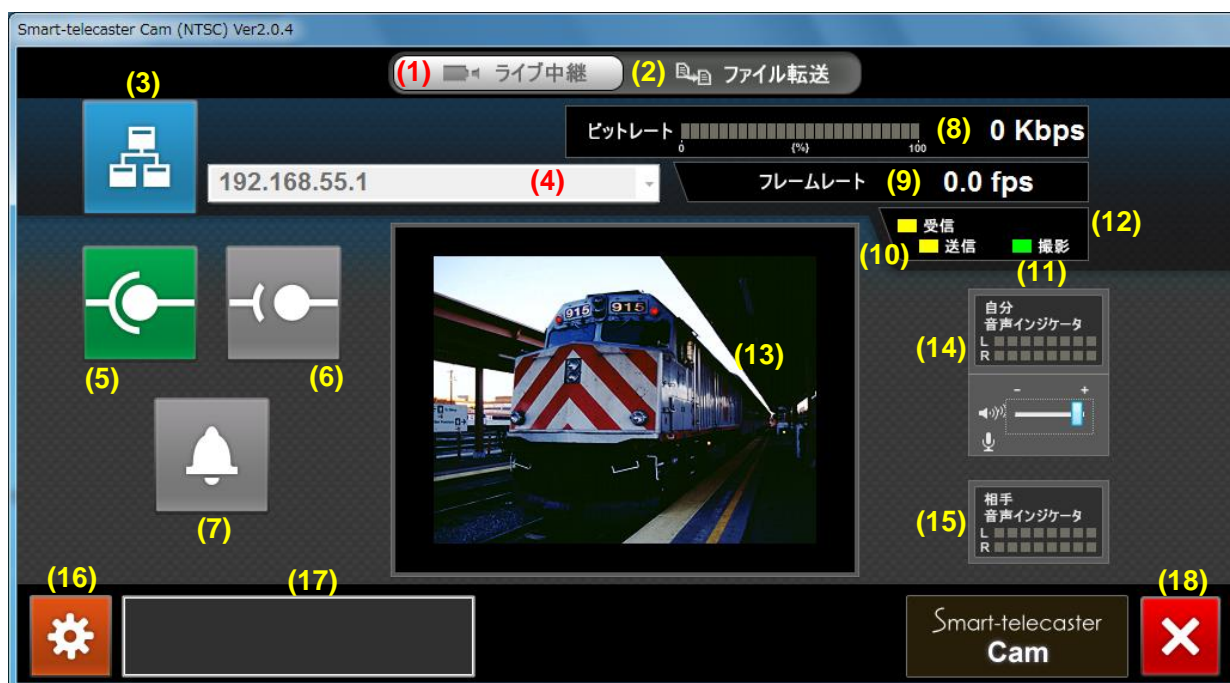 Smart-telecaster Cam (NTSC) Ver2.0.4
(1) ライブ中継 (2) ファイル転送
(3)
ビットレート (8) 0 Kbps
0 (%) 100
192.168.55.1 (4)
フレームレート (9) 0.0 fps
受信 (12)
(10) 送信 撮影
(11)
915 915
(13)
自分
音声インジケータ
(14) L
R
(5) (6)
- +
(7)
相手
音声インジケータ
(15) L
R
(16) (17) (18)
Smart-telecaster
Cam